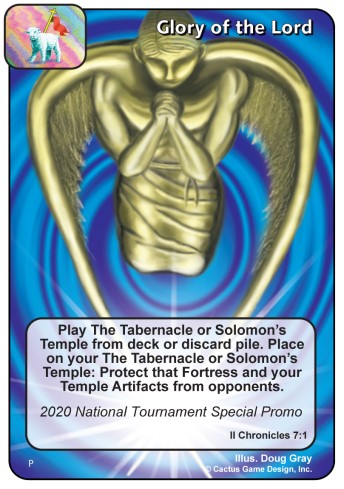 Glory of the Lord
Play The Tabernacle or Solomon's
Temple from deck or discard pile. Place
on your The Tabernacle or Solomon's
Temple: Protect that Fortress and your
Temple Artifacts from opponents.
2020 National Tournament Special Promo
II Chronicles 7:1
P
Illus. Doug Gray
© Cactus Game Design, Inc.